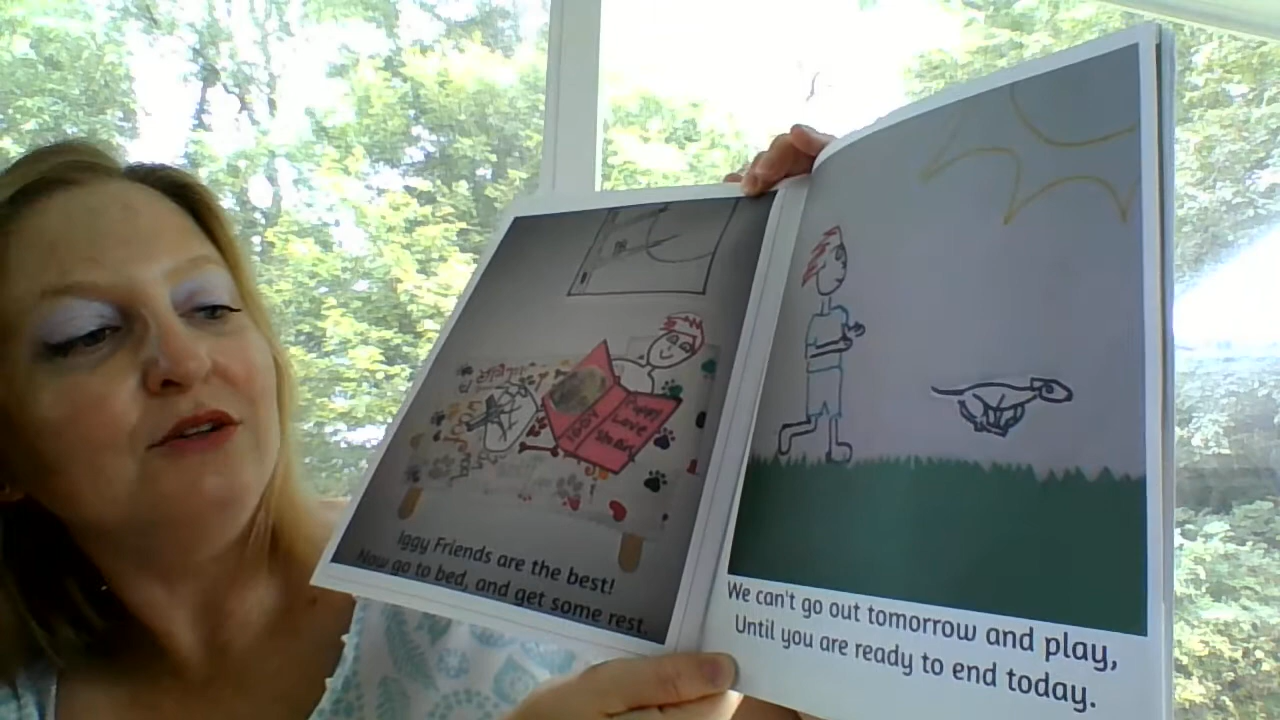 IGGY
Puppy
Love
Story
Iggy Friends are the best!
Now go to bed, and get some rest,
We can't go out tomorrow and play,
Until you are ready to end today.